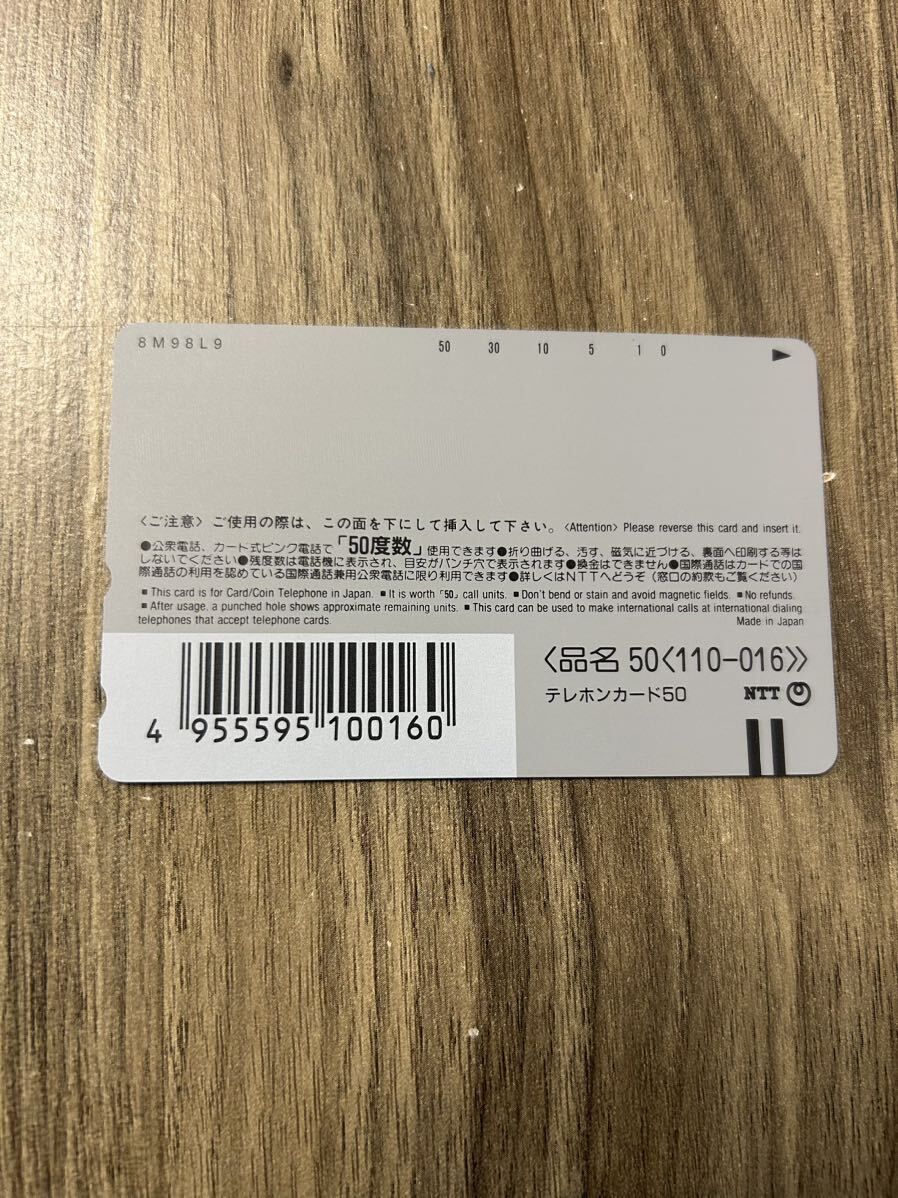 8M98L9
50 30 10 5 1 0
〈ご注意〉ご使用の際は、この面を下にして挿入して下さい。〈Attention〉Please reverse this card and insert it.
●公衆電話、カード式ピンク電話で「50度数」使用できます●折り曲げる、汚す、磁気に近づける、裏面へ印刷する等は
しないでください●残度数は電話機に表示され、目安がパンチ穴で表示されます●換金はできません●国際通話はカードでの国
際通話の利用を認めている国際通話兼用公衆電話に限り利用できます●詳しくはNTTへどうぞ（窓口の約款もご覧ください）
■ This card is for Card/Coin Telephone in Japan. ■ It is worth「50」call units. ■ Don't bend or stain and avoid magnetic fields. ■ No refunds.
■ After usage, a punched hole shows approximate remaining units. ■ This card can be used to make international calls at international dialing
telephones that accept telephone cards. Made in Japan
〈品名 50〈110-016〉〉
テレホンカード50 NTT
4 955595 100160